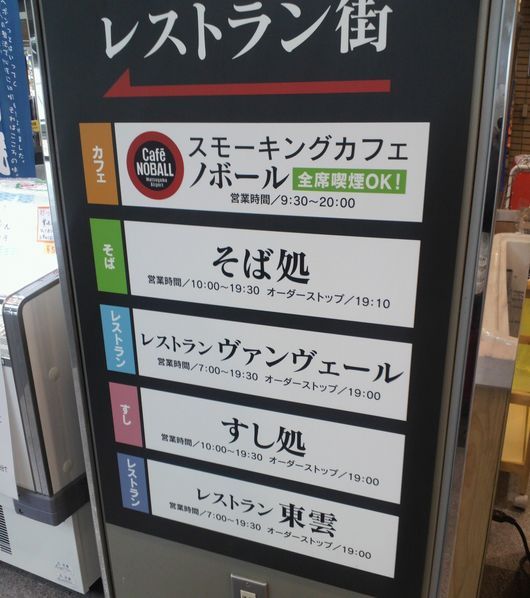 レストラン街
カフェ
Café
NOBALL
Matsuyama
Airport
スモーキングカフェ
ノボール 全席喫煙OK!
営業時間/9:30~20:00
そば
そば処
営業時間/10:00~19:30 オーダーストップ/19:10
レストラン
レストラン ヴァンヴェール
営業時間/7:00~19:30 オーダーストップ/19:00
すし
すし処
営業時間/10:00~19:30 オーダーストップ/19:00
レストラン
レストラン 東雲
営業時間/7:00~19:30 オーダーストップ/19:00